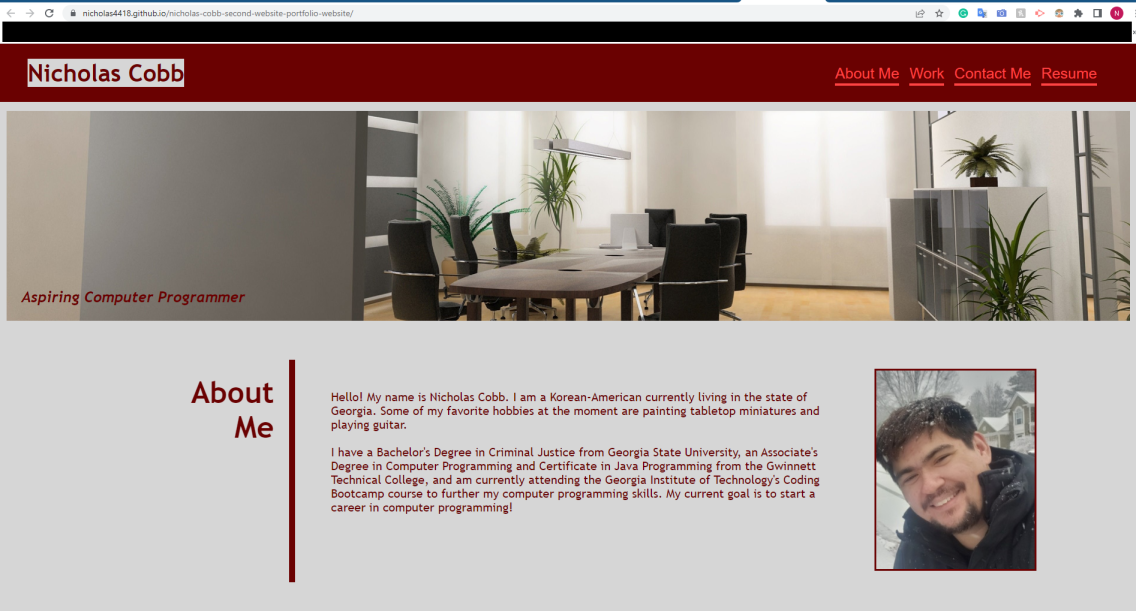 nicholas4418.github.io/nicholas-cobb-second-website-portfolio-website/
N
Nicholas Cobb
About Me Work Contact Me Resume
Aspiring Computer Programmer
About
Me
Hello! My name is Nicholas Cobb. I am a Korean-American currently living in the state of
Georgia. Some of my favorite hobbies at the moment are painting tabletop miniatures and
playing guitar.
I have a Bachelor's Degree in Criminal Justice from Georgia State University, an Associate's
Degree in Computer Programming and Certificate in Java Programming from the Gwinnett
Technical College, and am currently attending the Georgia Institute of Technology's Coding
Bootcamp course to further my computer programming skills. My current goal is to start a
career in computer programming!